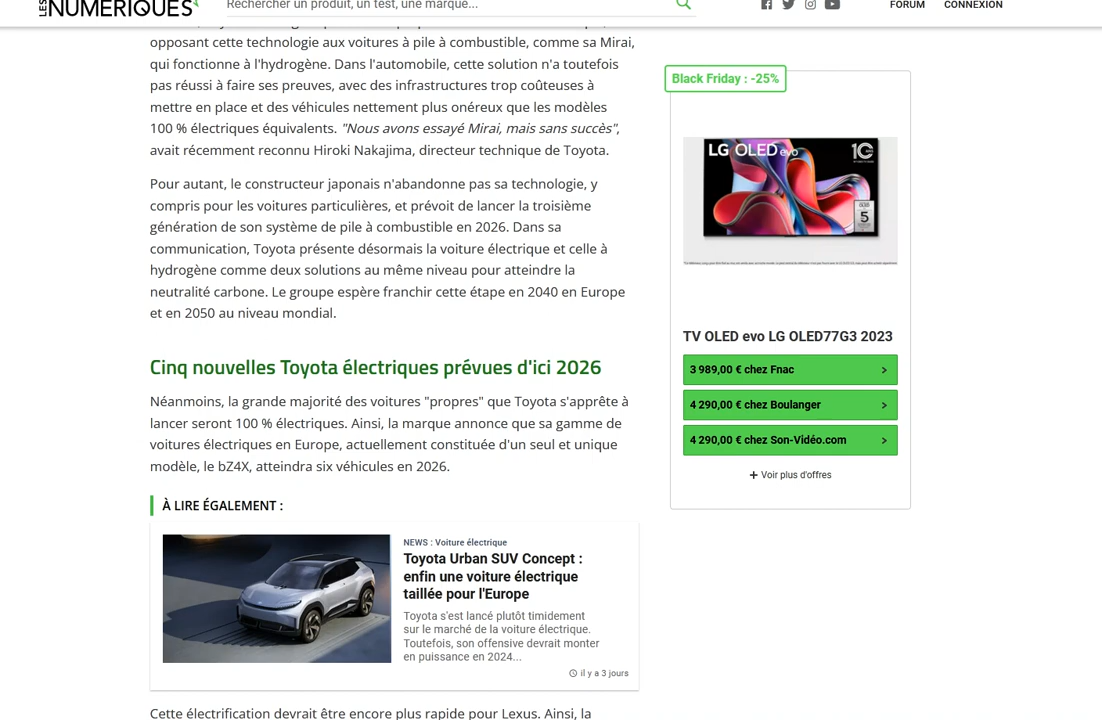 LES NUMERIQUES
Rechercher un produit, un test, une marque...
FORUM
CONNEXION
opposant cette technologie aux voitures à pile à combustible, comme sa Mirai,
qui fonctionne à l'hydrogène. Dans l'automobile, cette solution n'a toutefois
pas réussi à faire ses preuves, avec des infrastructures trop coûteuses à
mettre en place et des véhicules nettement plus onéreux que les modèles
100 % électriques équivalents. "Nous avons essayé Mirai, mais sans succès",
avait récemment reconnu Hiroki Nakajima, directeur technique de Toyota.
Pour autant, le constructeur japonais n'abandonne pas sa technologie, y
compris pour les voitures particulières, et prévoit de lancer la troisième
génération de son système de pile à combustible en 2026. Dans sa
communication, Toyota présente désormais la voiture électrique et celle à
hydrogène comme deux solutions au même niveau pour atteindre la
neutralité carbone. Le groupe espère franchir cette étape en 2040 en Europe
et en 2050 au niveau mondial.
Cinq nouvelles Toyota électriques prévues d'ici 2026
Néanmoins, la grande majorité des voitures "propres" que Toyota s'apprête à
lancer seront 100 % électriques. Ainsi, la marque annonce que sa gamme de
voitures électriques en Europe, actuellement constituée d'un seul et unique
modèle, le bZ4X, atteindra six véhicules en 2026.
À LIRE ÉGALEMENT :
NEWS : Voiture électrique
Toyota Urban SUV Concept :
enfin une voiture électrique
taillée pour l'Europe
Toyota s'est lancé plutôt timidement
sur le marché de la voiture électrique.
Toutefois, son offensive devrait monter
en puissance en 2024...
il y a 3 jours
Cette électrification devrait être encore plus rapide pour Lexus. Ainsi, la
Black Friday : -25%
LG OLED evo
10
5
TV OLED evo LG OLED77G3 2023
3 989,00 € chez Fnac >
4 290,00 € chez Boulanger >
4 290,00 € chez Son-Vidéo.com >
+ Voir plus d'offres